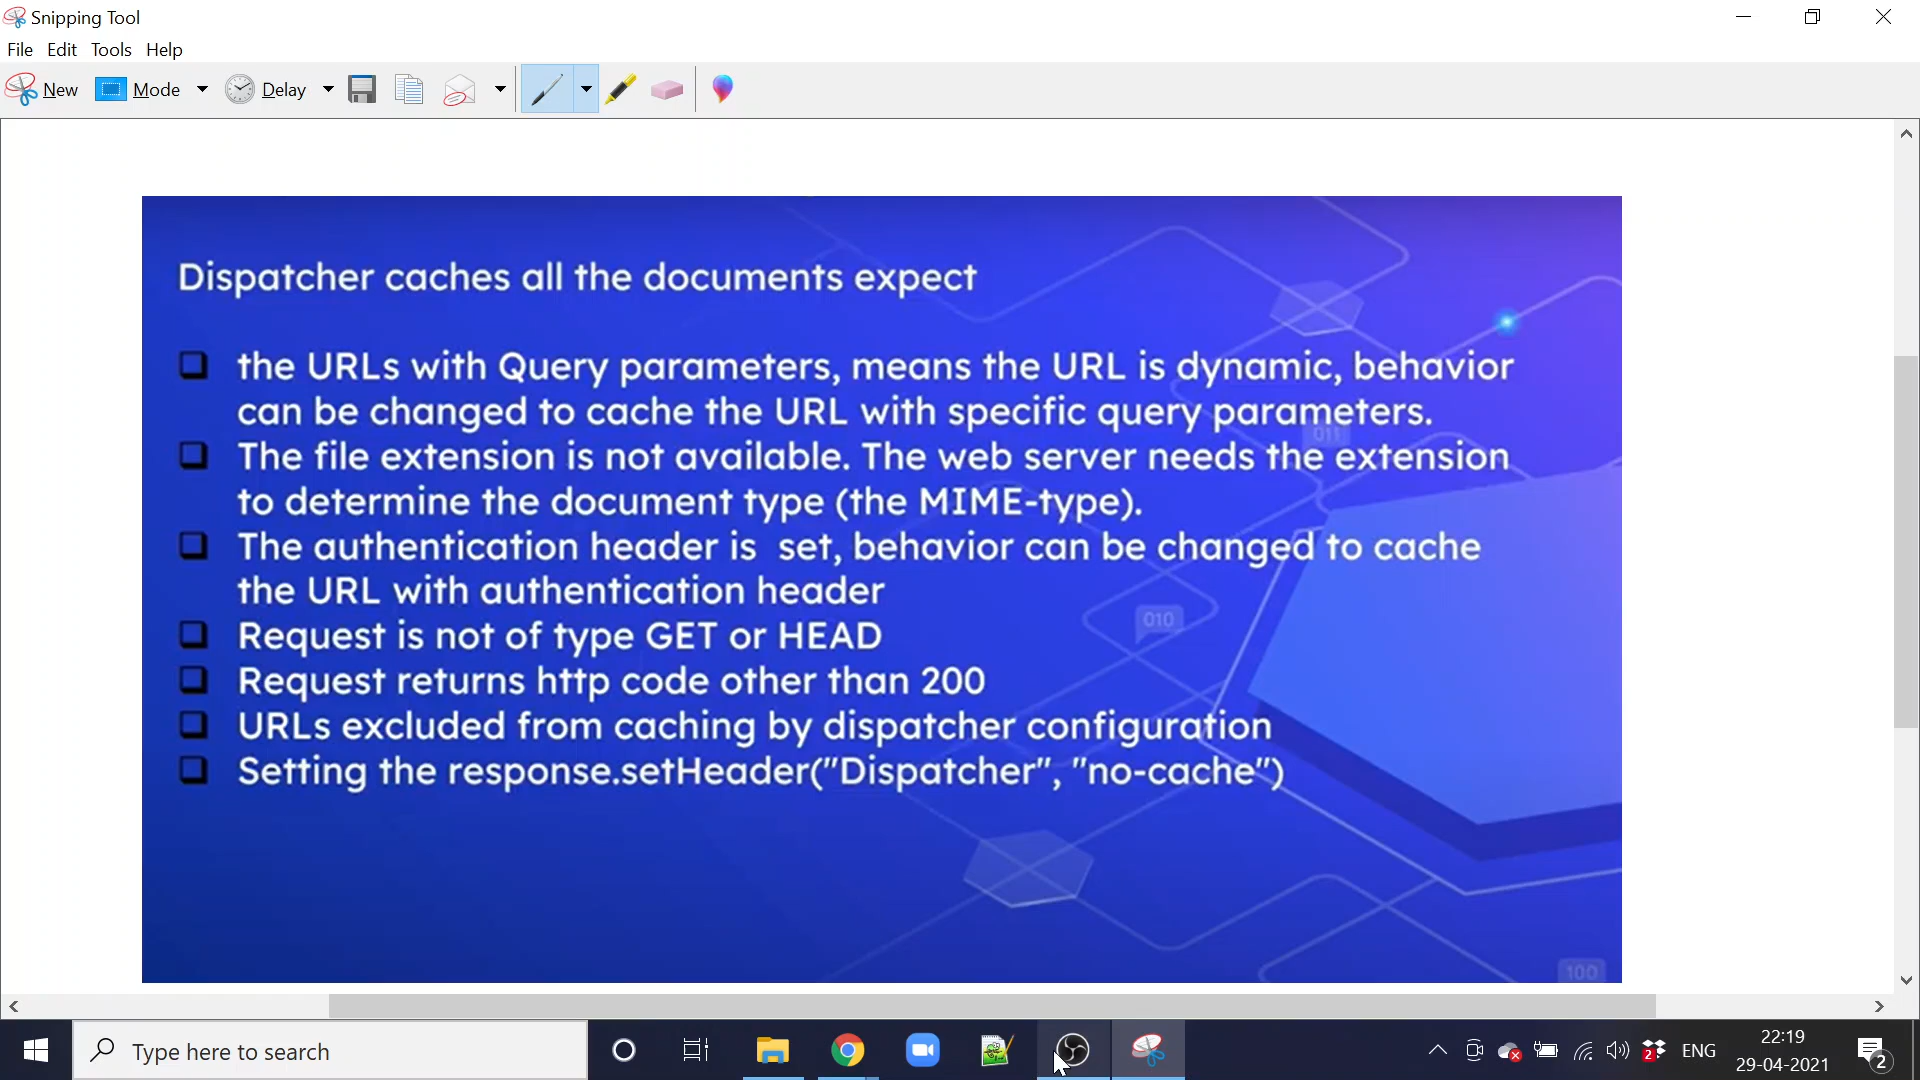 Snipping Tool
File Edit Tools Help
New Mode Delay
Dispatcher caches all the documents expect
the URLs with Query parameters, means the URL is dynamic, behavior
can be changed to cache the URL with specific query parameters.
011
The file extension is not available. The web server needs the extension
to determine the document type (the MIME-type).
The authentication header is set, behavior can be changed to cache
the URL with authentication header
010
Request is not of type GET or HEAD
Request returns http code other than 200
URLs excluded from caching by dispatcher configuration
Setting the response.setHeader("Dispatcher", "no-cache")
100
Type here to search
2
ENG
22:19
29-04-2021
2